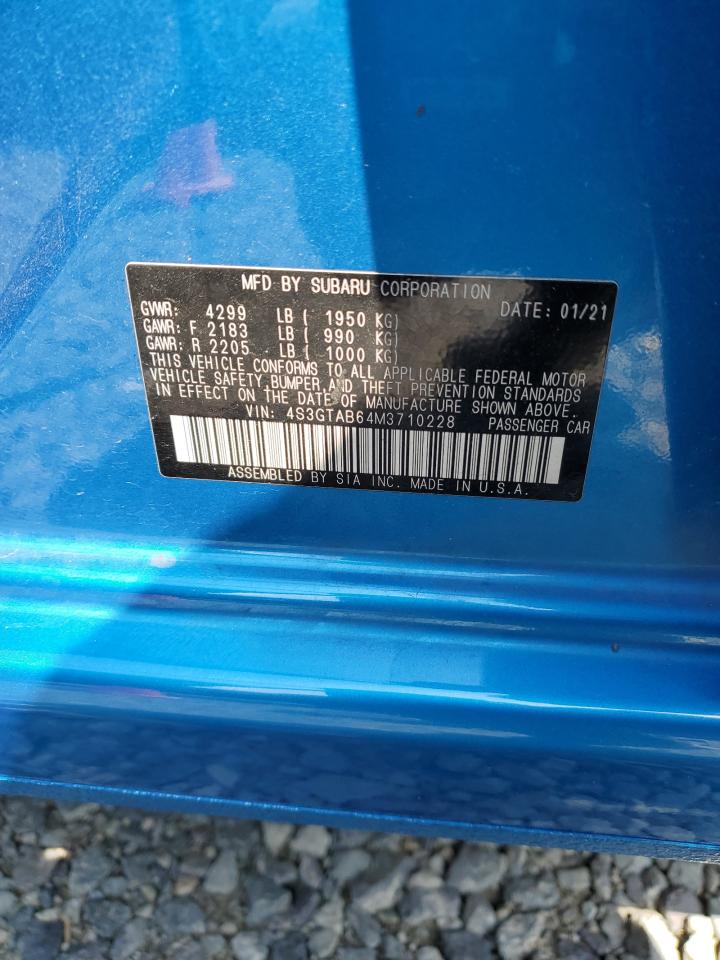 MFD BY SUBARU CORPORATION DATE: 01/21
GVWR: 4299 LB ( 1950 KG)
GAWR: F 2183 LB ( 990 KG)
GAWR: R 2205 LB ( 1000 KG)
THIS VEHICLE CONFORMS TO ALL APPLICABLE FEDERAL MOTOR
VEHICLE SAFETY, BUMPER, AND THEFT PREVENTION STANDARDS
IN EFFECT ON THE DATE OF MANUFACTURE SHOWN ABOVE.
VIN: 4S3GTAB64M3710228 PASSENGER CAR
ASSEMBLED BY SIA INC. MADE IN U.S.A.